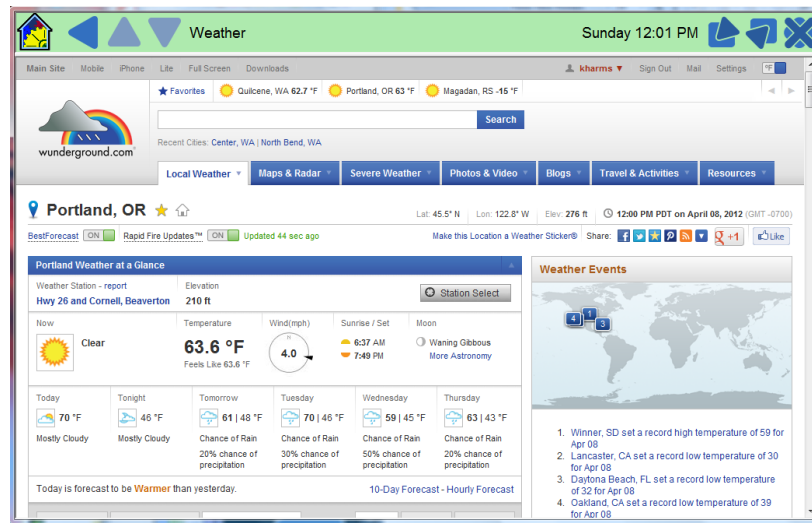 Weather
Sunday 12:01 PM
Main Site Mobile iPhone Lite Full Screen Downloads
kharms ▼ Sign Out Mail Settings °F
Favorites Quilcene, WA 62.7 °F Portland, OR 63 °F Magadan, RS -15 °F
Search
Recent Cities: Center, WA | North Bend, WA
wunderground.com
Local Weather Maps & Radar Severe Weather Photos & Video Blogs Travel & Activities Resources
Portland, OR
Lat: 45.5° N Lon: 122.8° W Elev: 276 ft 12:00 PM PDT on April 08, 2012 (GMT -0700)
BestForecast ON Rapid Fire Updates™ ON Updated 44 sec ago
Make this Location a Weather Sticker® Share: +1 Like
Portland Weather at a Glance
Weather Station - report Elevation
Hwy 26 and Cornell, Beaverton 210 ft
Station Select
Now Temperature Wind(mph) Sunrise / Set Moon
Clear
63.6 °F
Feels Like 63.6 °F
N
4.0
6:37 AM
7:49 PM
Waning Gibbous
More Astronomy
Today Tonight Tomorrow Tuesday Wednesday Thursday
70 °F 46 °F 61 | 48 °F 70 | 46 °F 59 | 45 °F 63 | 43 °F
Mostly Cloudy Mostly Cloudy Chance of Rain Chance of Rain Chance of Rain Chance of Rain
20% chance of precipitation 30% chance of precipitation 50% chance of precipitation 20% chance of precipitation
Today is forecast to be Warmer than yesterday.
10-Day Forecast - Hourly Forecast
Weather Events
4 1 3
1. Winner, SD set a record high temperature of 59 for
Apr 08
2. Lancaster, CA set a record low temperature of 30
for Apr 08
3. Daytona Beach, FL set a record low temperature
of 32 for Apr 08
4. Oakland, CA set a record low temperature of 39
for Apr 08